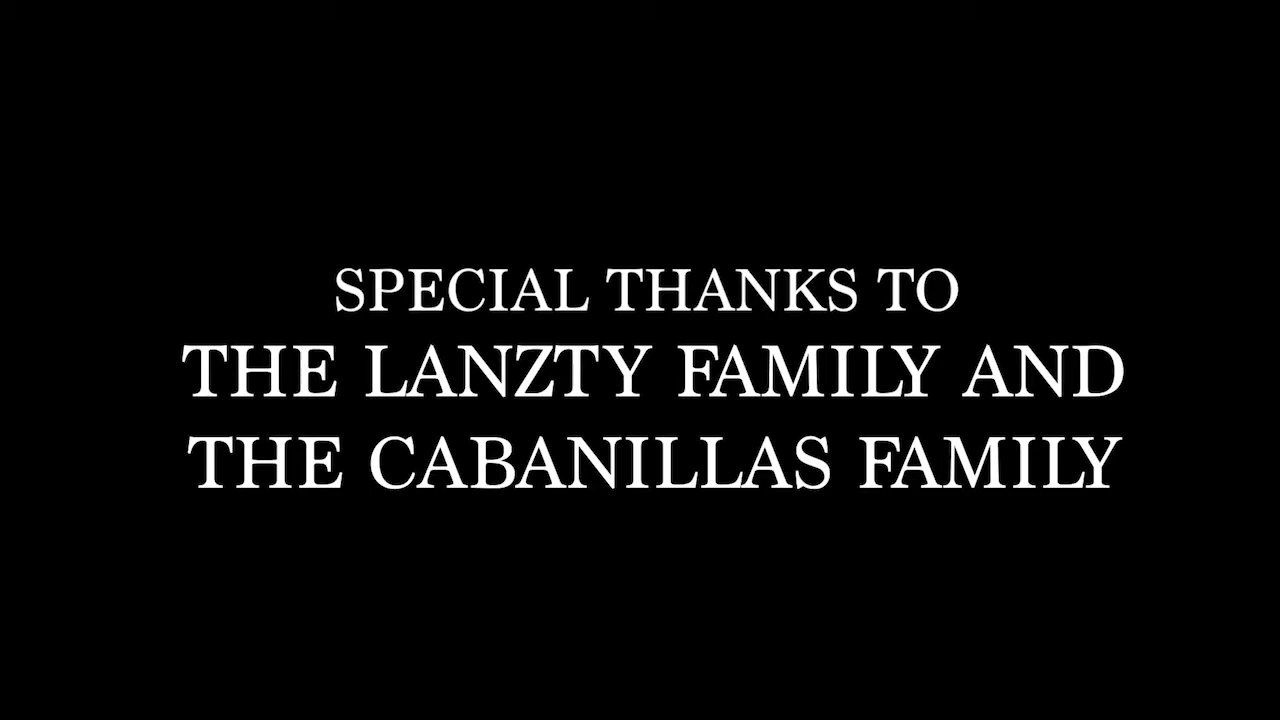 SPECIAL THANKS TO
THE LANZTY FAMILY AND
THE CABANILLAS FAMILY